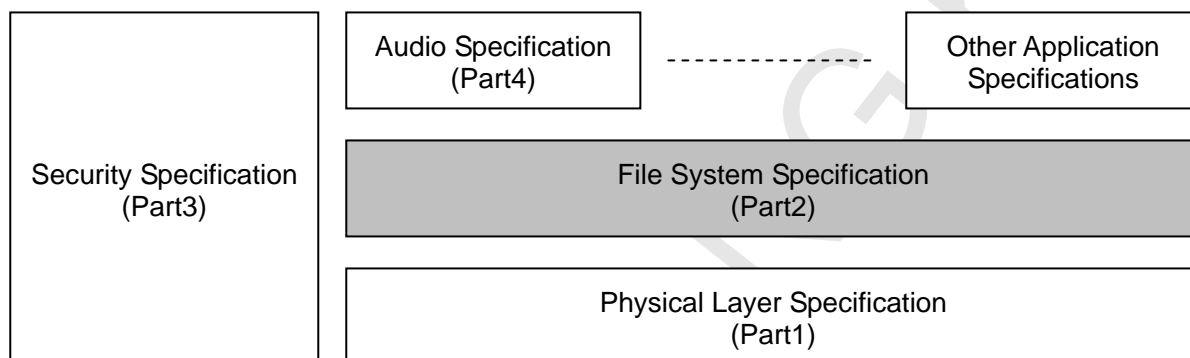 Audio Specification
(Part4)
Other Application
Specifications
Security Specification
(Part3)
File System Specification
(Part2)
Physical Layer Specification
(Part1)